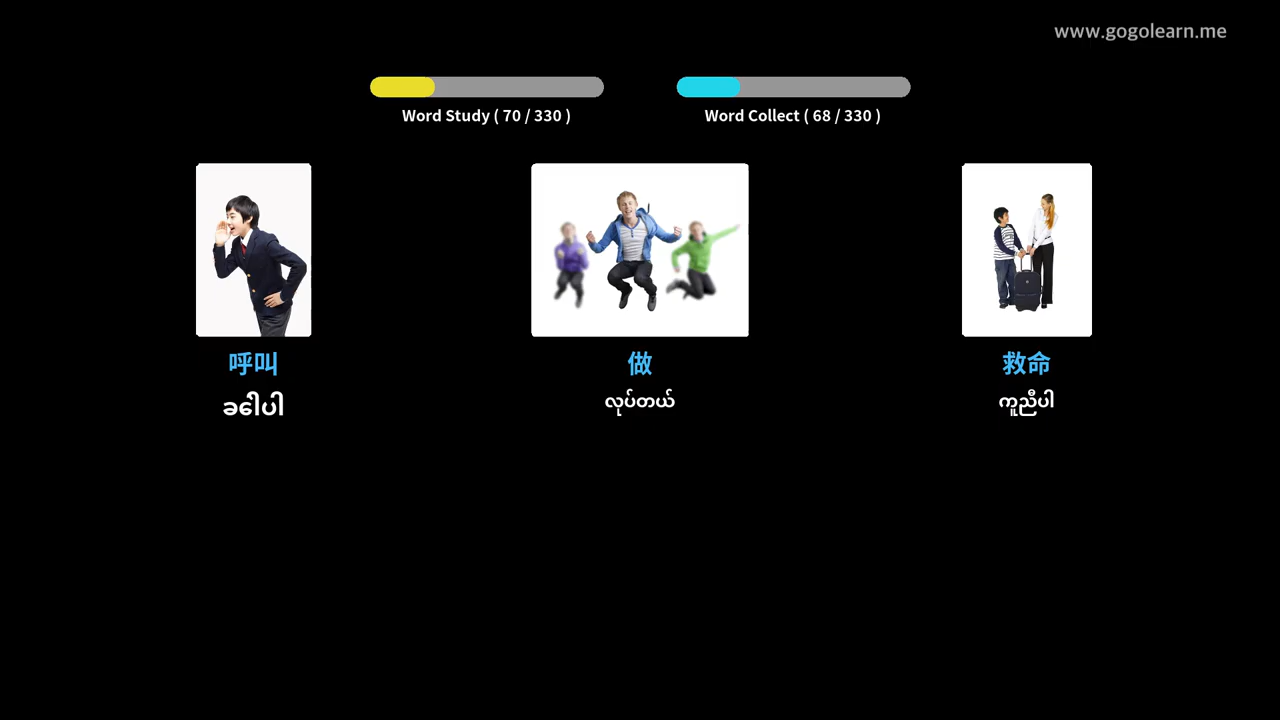 www.gogolearn.me
Word Study ( 70 / 330 )
Word Collect ( 68 / 330 )
呼叫
做
救命
ခေါ်ပါ
လုပ်တယ်
ကူညီပါ